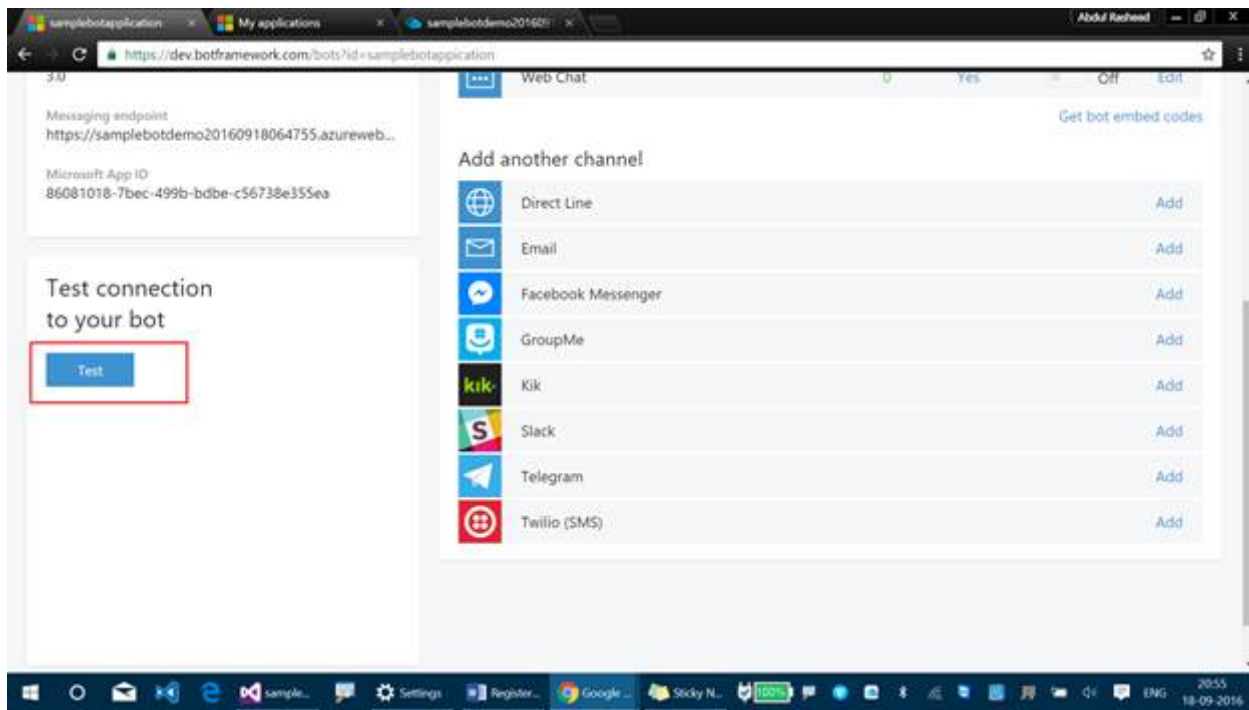 samplebotapplication
My applications
samplebotdemo201609
Abdul Rasheed
https://dev.botframework.com/bots?id=samplebotappication
3.0
Web Chat 0 Yes Off Edit
Messaging endpoint
https://samplebotdemo20160918064755.azureweb...
Get bot embed codes
Microsoft App ID
86081018-7bec-499b-bdbe-c56738e355ea
Add another channel
Direct Line Add
Email Add
Test connection
to your bot
Test
Facebook Messenger Add
GroupMe Add
kik Kik Add
S Slack Add
Telegram Add
Twilio (SMS) Add
sample... Settings Register... Google ... Sticky N... 100% ENG 20:55
18-09-2016